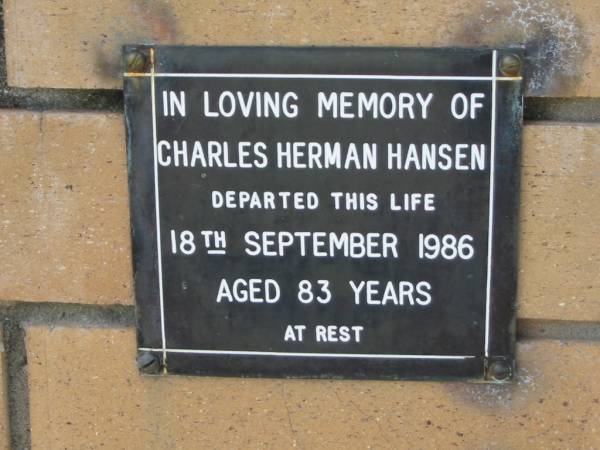 IN LOVING MEMORY OF
CHARLES HERMAN HANSEN
DEPARTED THIS LIFE
18TH SEPTEMBER 1986
AGED 83 YEARS
AT REST